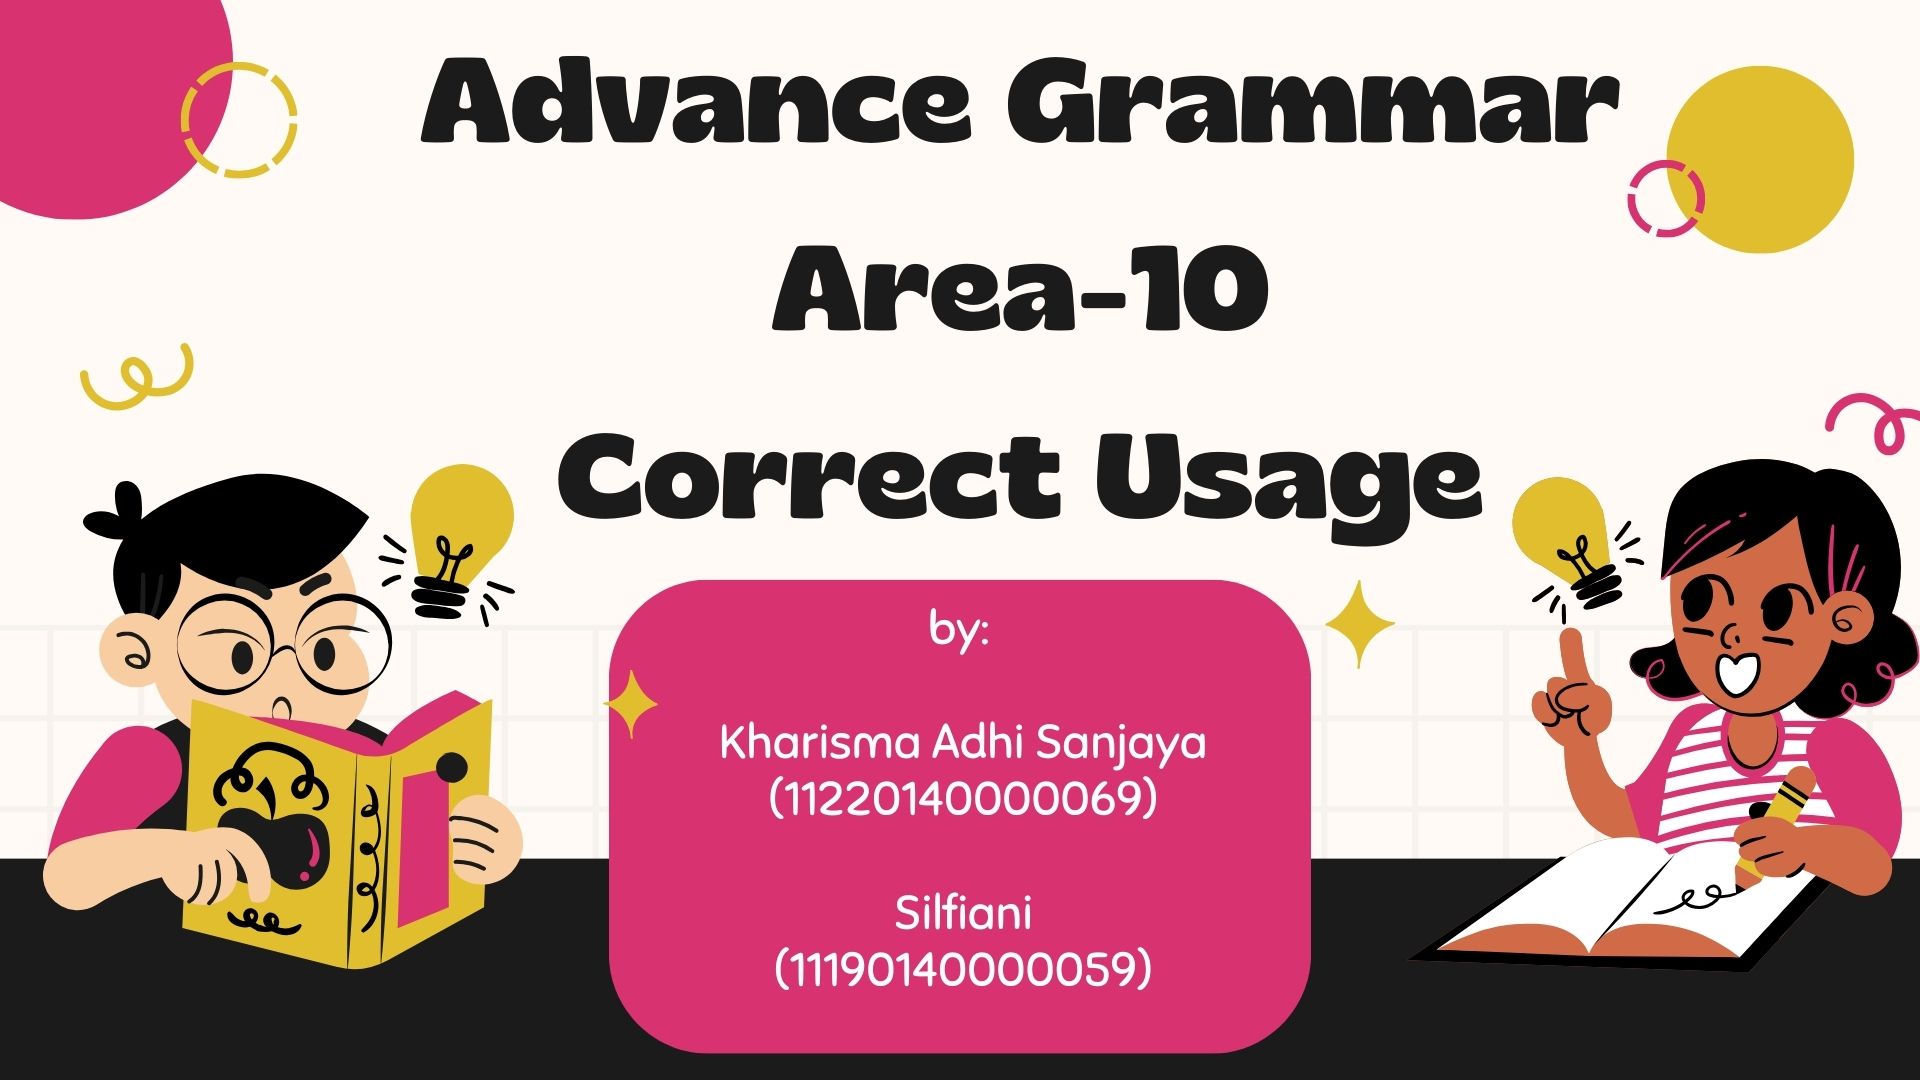 Advance Grammar
Area-10
Correct Usage
by:
Kharisma Adhi Sanjaya
(11220140000069)
Silfiani
(11190140000059)